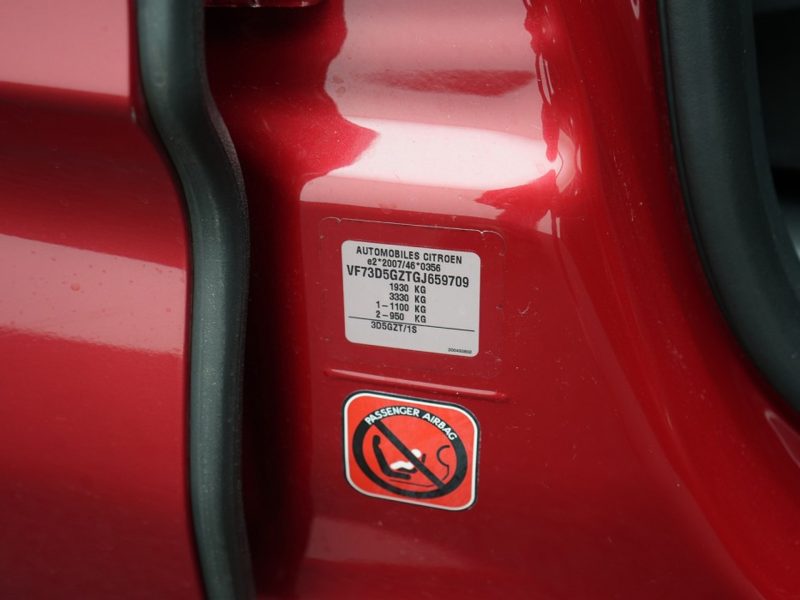 AUTOMOBILES CITROEN
e2*2007/46*0356
VF73D5GZTGJ659709
1930 KG
3330 KG
1-1100 KG
2-950 KG
3D5GZT/1S
PASSENGER AIRBAG